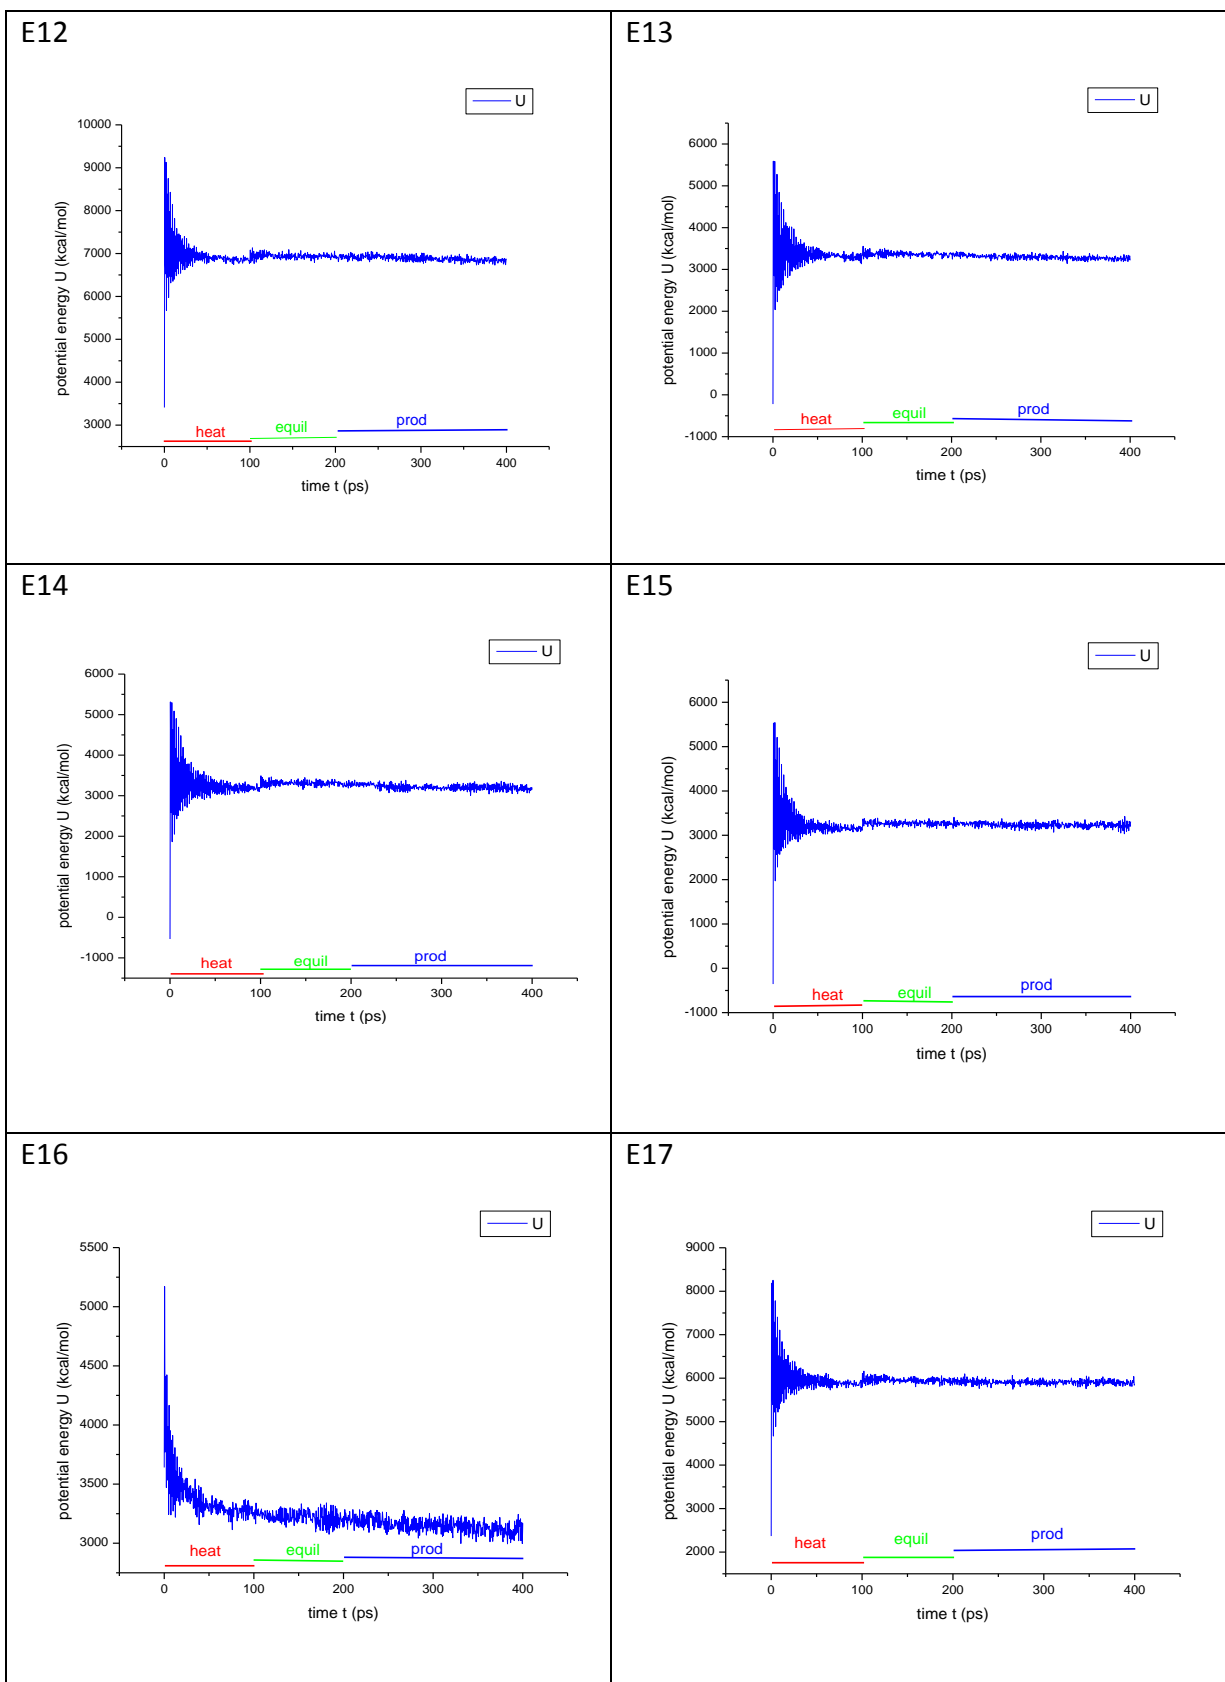 E12
U
10000
9000
8000
7000
6000
5000
4000
3000
potential energy U (kcal/mol)
heat
equil
prod
0
100
200
300
400
time t (ps)
E13
U
6000
5000
4000
3000
2000
1000
0
-1000
potential energy U (kcal/mol)
heat
equil
prod
0
100
200
300
400
time t (ps)
E14
U
6000
5000
4000
3000
2000
1000
0
-1000
potential energy U (kcal/mol)
heat
equil
prod
0
100
200
300
400
time t (ps)
E15
U
6000
5000
4000
3000
2000
1000
0
-1000
potential energy U (kcal/mol)
heat
equil
prod
0
100
200
300
400
time t (ps)
E16
U
5500
5000
4500
4000
3500
3000
potential energy U (kcal/mol)
heat
equil
prod
0
100
200
300
400
time t (ps)
E17
U
9000
8000
7000
6000
5000
4000
3000
2000
potential energy U (kcal/mol)
heat
equil
prod
0
100
200
300
400
time t (ps)